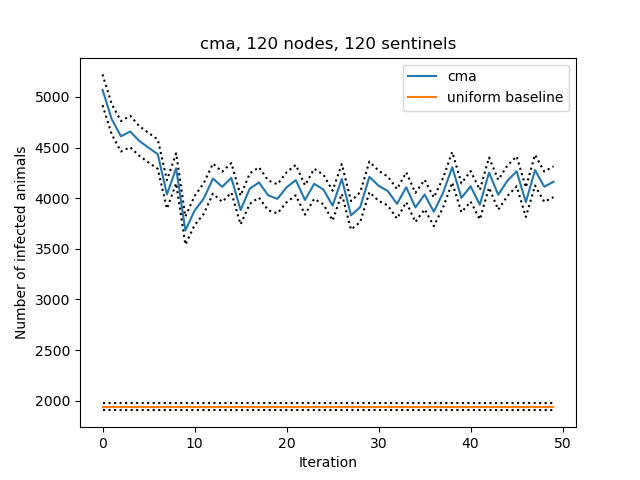 cma, 120 nodes, 120 sentinels
cma
uniform baseline
Number of infected animals
5000
4500
4000
3500
3000
2500
2000
0 10 20 30 40 50
Iteration